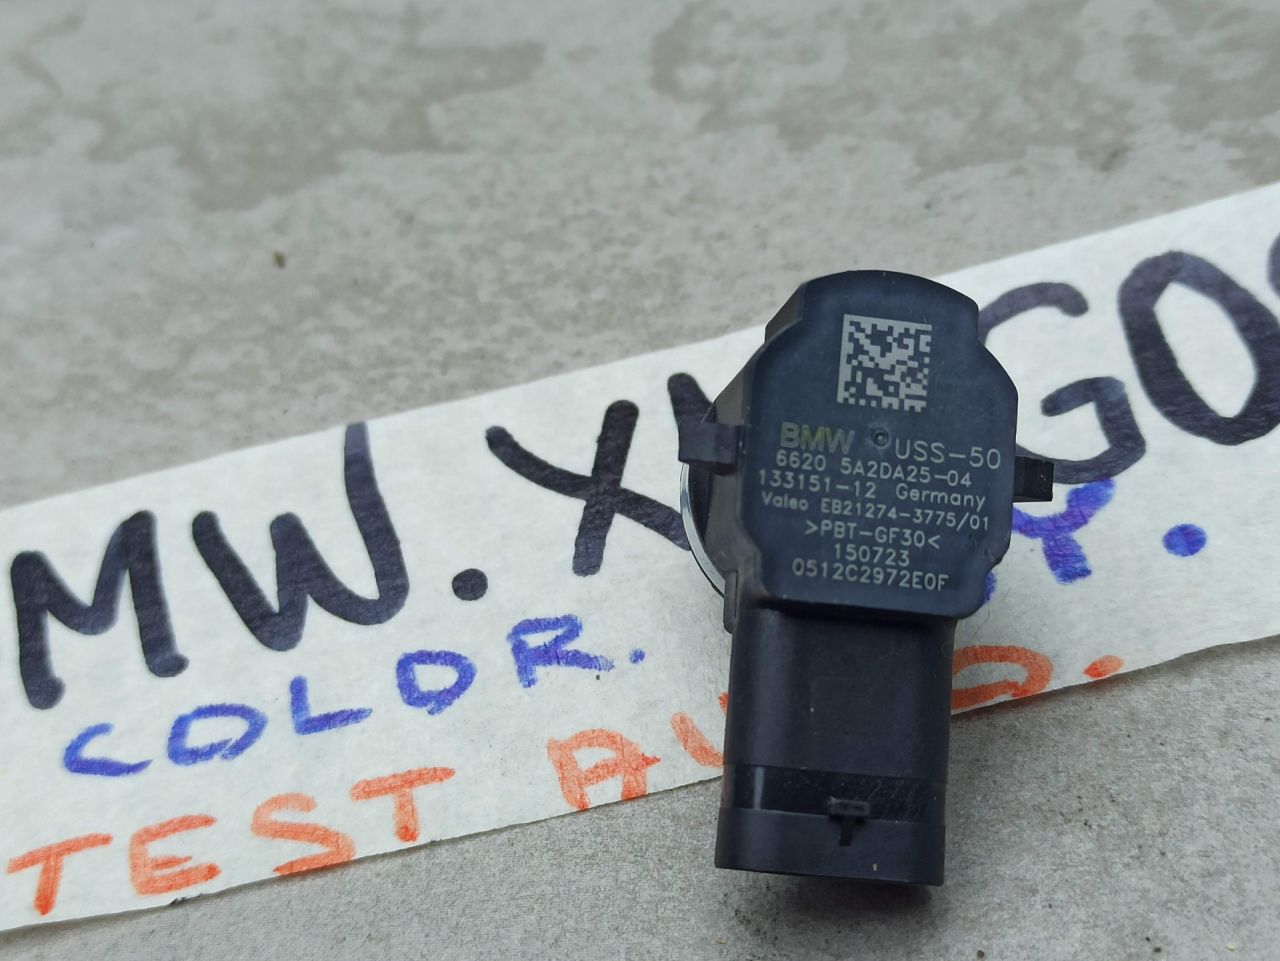 BMW USS-50
6620 5A2DA25-04
133151-12 Germany
Valeo EB21274-3775/01
>PBT-GF30<
150723
0512C2972E0F
MW. X
COLOR.
TEST